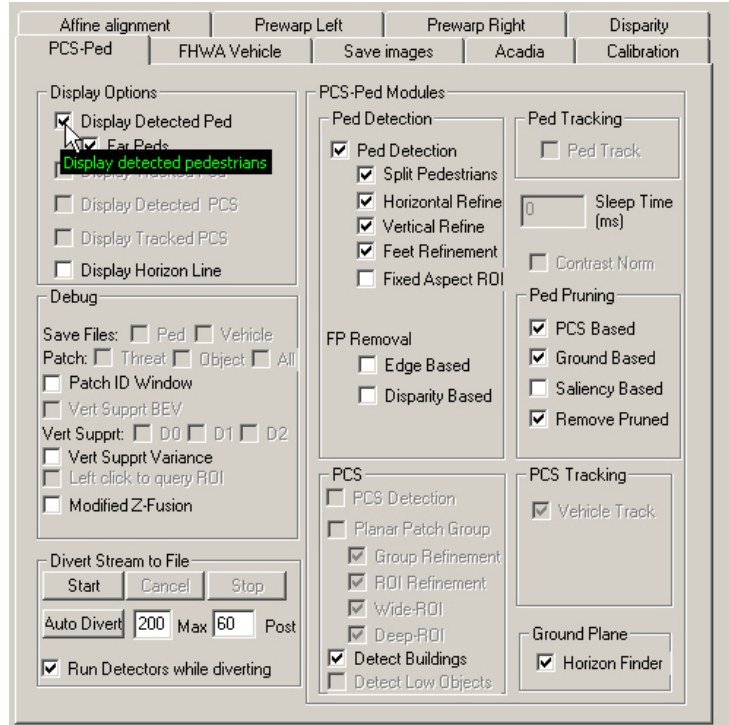 Affine alignment
Prewarp Left
Prewarp Right
Disparity
PCS-Ped
FHWA Vehicle
Save images
Acadia
Calibration
Display Options
Display Detected Ped
Far Peds
Display detected pedestrians
Display Tracked Ped
Display Detected PCS
Display Tracked PCS
Display Horizon Line
Debug
Save Files: Ped Vehicle
Patch: Threat Object All
Patch ID Window
Vert Supprt BEV
Vert Supprt: D0 D1 D2
Vert Supprt Variance
Left click to query ROI
Modified Z-Fusion
Divert Stream to File
Start Cancel Stop
Auto Divert 200 Max 60 Post
Run Detectors while diverting
PCS-Ped Modules
Ped Detection
Ped Detection
Split Pedestrians
Horizontal Refine
Vertical Refine
Feet Refinement
Fixed Aspect ROI
FP Removal
Edge Based
Disparity Based
PCS
PCS Detection
Planar Patch Group
Group Refinement
ROI Refinement
Wide-ROI
Deep-ROI
Detect Buildings
Detect Low Objects
Ped Tracking
Ped Track
0 Sleep Time
(ms)
Contrast Norm
Ped Pruning
PCS Based
Ground Based
Saliency Based
Remove Pruned
PCS Tracking
Vehicle Track
Ground Plane
Horizon Finder